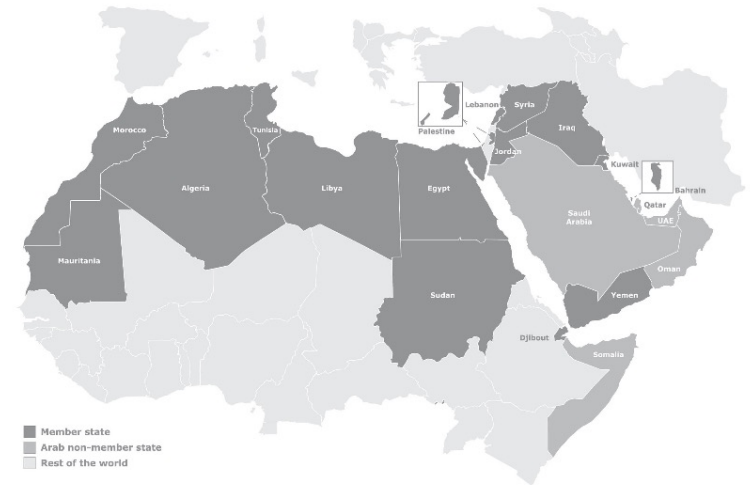 Lebanon
Syria
Morocco
Tunisia
Palestine
Iraq
Jordan
Kuwait
Algeria
Libya
Egypt
Bahrain
Qatar
Saudi
Arabia
UAE
Mauritania
Oman
Sudan
Yemen
Djibout
Somalia
Member state
Arab non-member state
Rest of the world